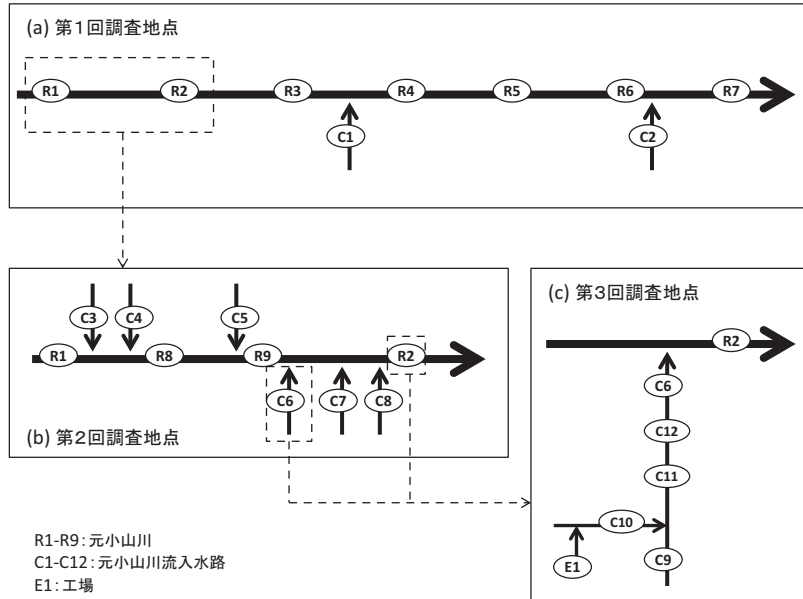 (a) 第１回調査地点
R1 R2 R3 R4 R5 R6 R7
C1 C2
(b) 第２回調査地点
C3 C4 C5
R1 R8 R9 R2
C6 C7 C8
(c) 第３回調査地点
R2
C6
C12
C11
C10
E1 C9
R1-R9：元小山川
C1-C12：元小山川流入水路
E1：工場